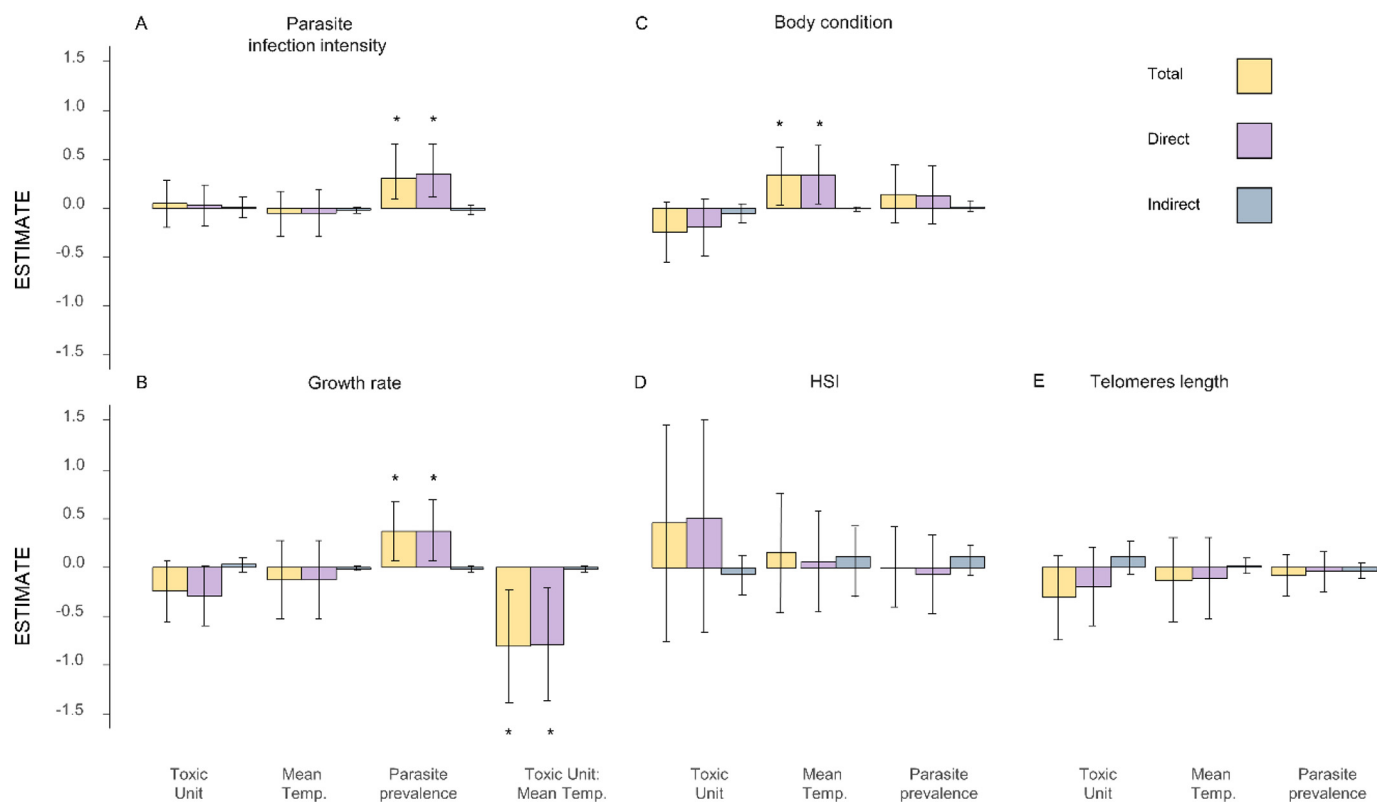 A
Parasite
infection intensity
C
Body condition
1.5
1.0
0.5
0.0
-0.5
-1.0
-1.5
ESTIMATE
* *
* *
Total
Direct
Indirect
B
Growth rate
D
HSI
E
Telomeres length
1.5
1.0
0.5
0.0
-0.5
-1.0
-1.5
ESTIMATE
* *
* *
Toxic
Unit
Mean
Temp.
Parasite
prevalence
Toxic Unit:
Mean Temp.
Toxic
Unit
Mean
Temp.
Parasite
prevalence
Toxic
Unit
Mean
Temp.
Parasite
prevalence